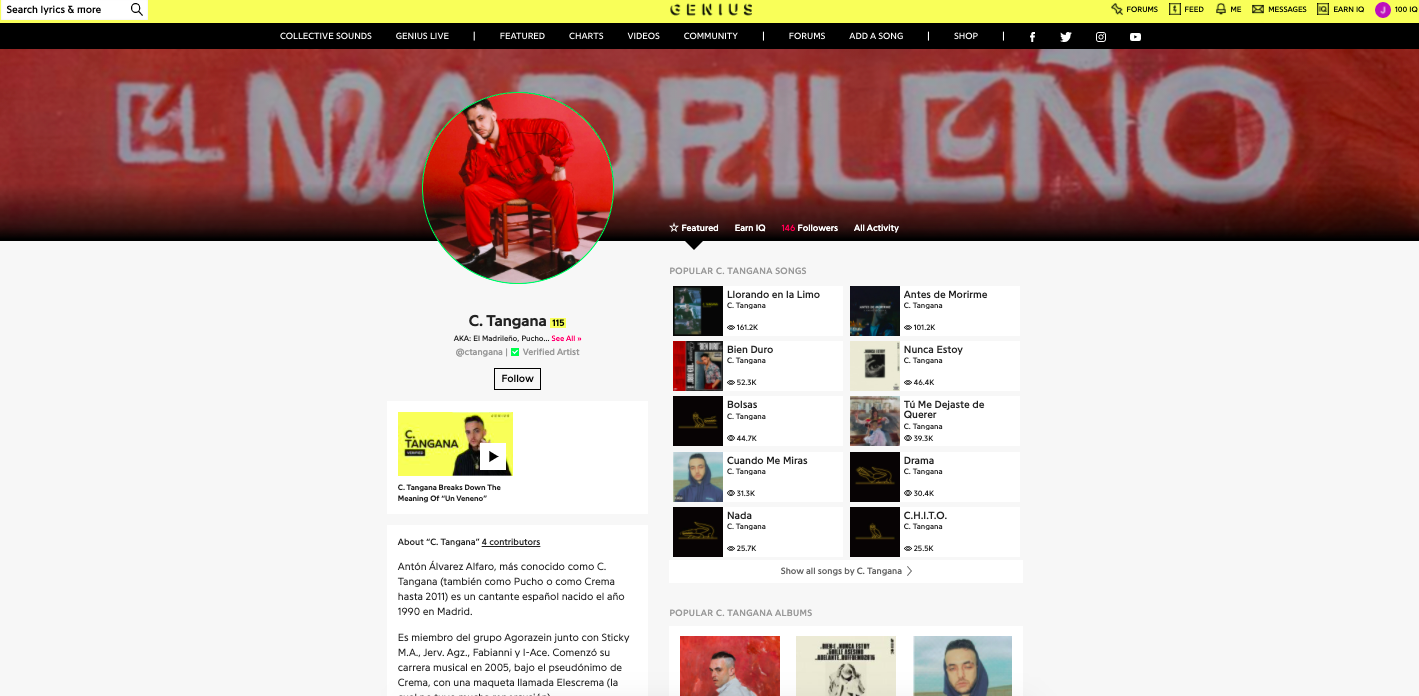 Search lyrics & more
GENIUS
FORUMS
FEED
ME
MESSAGES
EARN IQ
J
100 IQ
COLLECTIVE SOUNDS
GENIUS LIVE
|
FEATURED
CHARTS
VIDEOS
COMMUNITY
|
FORUMS
ADD A SONG
|
SHOP
|
EL MADRILEÑO
Featured
Earn IQ
146 Followers
All Activity
C. Tangana 115
AKA: El Madrileño, Pucho... See All »
@ctangana | Verified Artist
Follow
GENIUS
C.
TANGANA
VERIFIED
C. Tangana Breaks Down The
Meaning Of “Un Veneno”
About “C. Tangana” 4 contributors
Antón Álvarez Alfaro, más conocido como C.
Tangana (también como Pucho o como Crema
hasta 2011) es un cantante español nacido el año
1990 en Madrid.
Es miembro del grupo Agorazein junto con Sticky
M.A., Jerv. Agz., Fabianni y I-Ace. Comenzó su
carrera musical en 2005, bajo el pseudónimo de
Crema, con una maqueta llamada Elescrema (la
POPULAR C. TANGANA SONGS
Llorando en la Limo
C. Tangana
161.2K
Antes de Morirme
C. Tangana
101.2K
Bien Duro
C. Tangana
52.3K
Nunca Estoy
C. Tangana
46.4K
Bolsas
C. Tangana
44.7K
Tú Me Dejaste de
Querer
C. Tangana
39.3K
Cuando Me Miras
C. Tangana
31.3K
Drama
C. Tangana
30.4K
Nada
C. Tangana
25.7K
C.H.I.T.O.
C. Tangana
25.5K
Show all songs by C. Tangana
POPULAR C. TANGANA ALBUMS